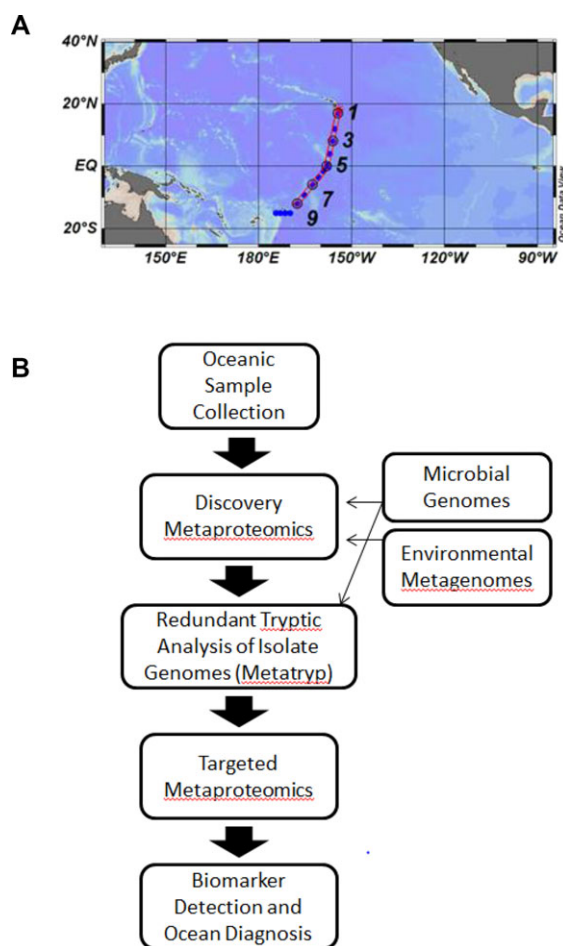 A
40°N
20°N
EQ
20°S
1
3
5
7
9
150°E
180°E
150°W
120°W
90°W
Ocean Data View
B
Oceanic
Sample
Collection
Discovery
Metaproteomics
Microbial
Genomes
Environmental
Metagenomes
Redundant Tryptic
Analysis of Isolate
Genomes (Metatryp)
Targeted
Metaproteomics
Biomarker
Detection and
Ocean Diagnosis